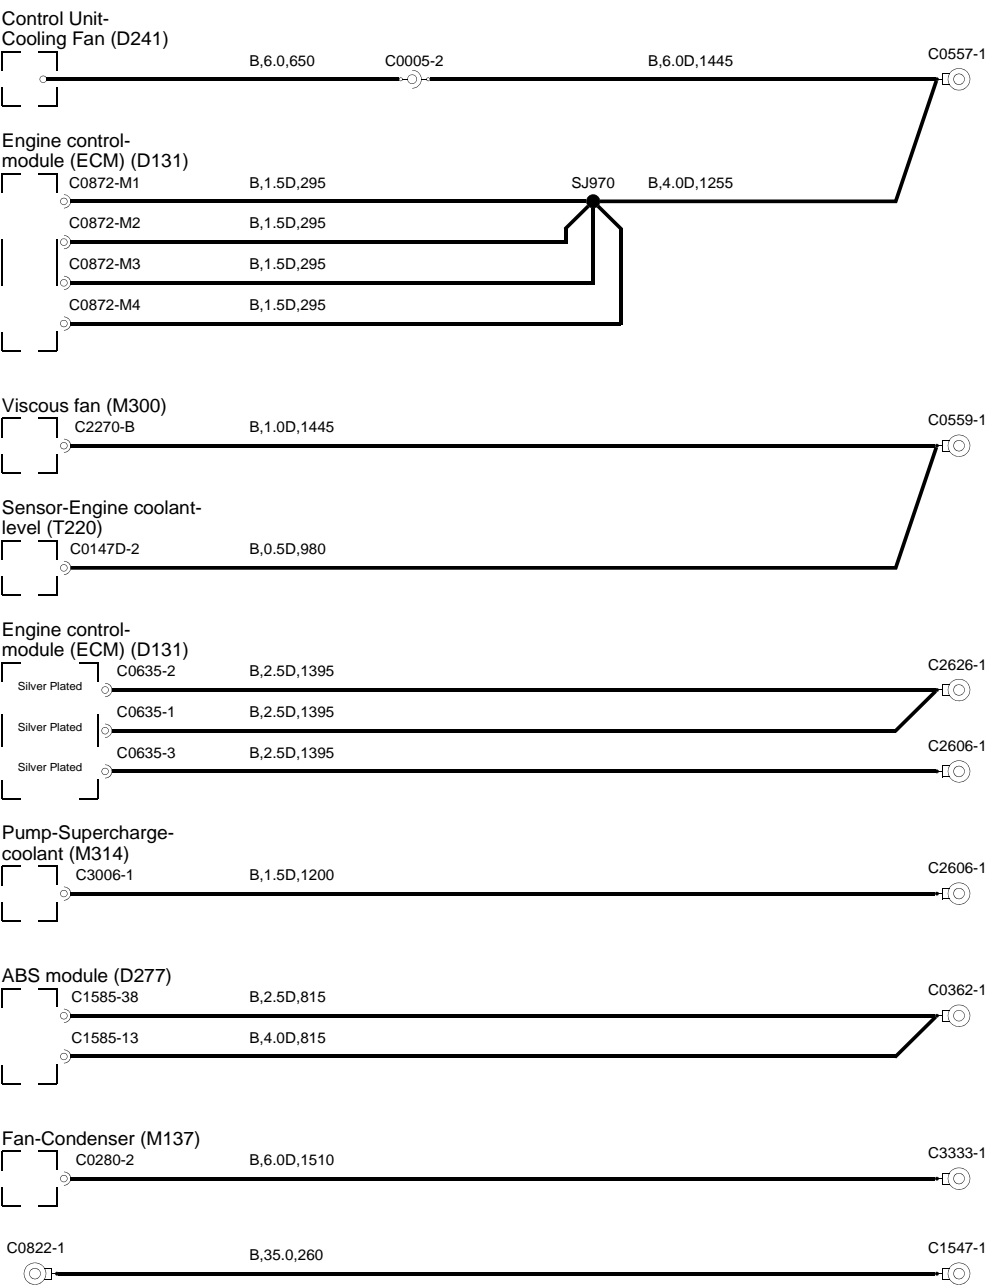 Control Unit-
Cooling Fan (D241)
B,6.0,650 C0005-2 B,6.0D,1445 C0557-1
Engine control-
module (ECM) (D131)
C0872-M1 B,1.5D,295 SJ970 B,4.0D,1255
C0872-M2 B,1.5D,295
C0872-M3 B,1.5D,295
C0872-M4 B,1.5D,295
Viscous fan (M300)
C2270-B B,1.0D,1445 C0559-1
Sensor-Engine coolant-
level (T220)
C0147D-2 B,0.5D,980
Engine control-
module (ECM) (D131)
C0635-2 B,2.5D,1395 C2626-1
Silver Plated
C0635-1 B,2.5D,1395
Silver Plated
C0635-3 B,2.5D,1395 C2606-1
Silver Plated
Pump-Supercharge-
coolant (M314)
C3006-1 B,1.5D,1200 C2606-1
ABS module (D277)
C1585-38 B,2.5D,815 C0362-1
C1585-13 B,4.0D,815
Fan-Condenser (M137)
C0280-2 B,6.0D,1510 C3333-1
C0822-1 B,35.0,260 C1547-1